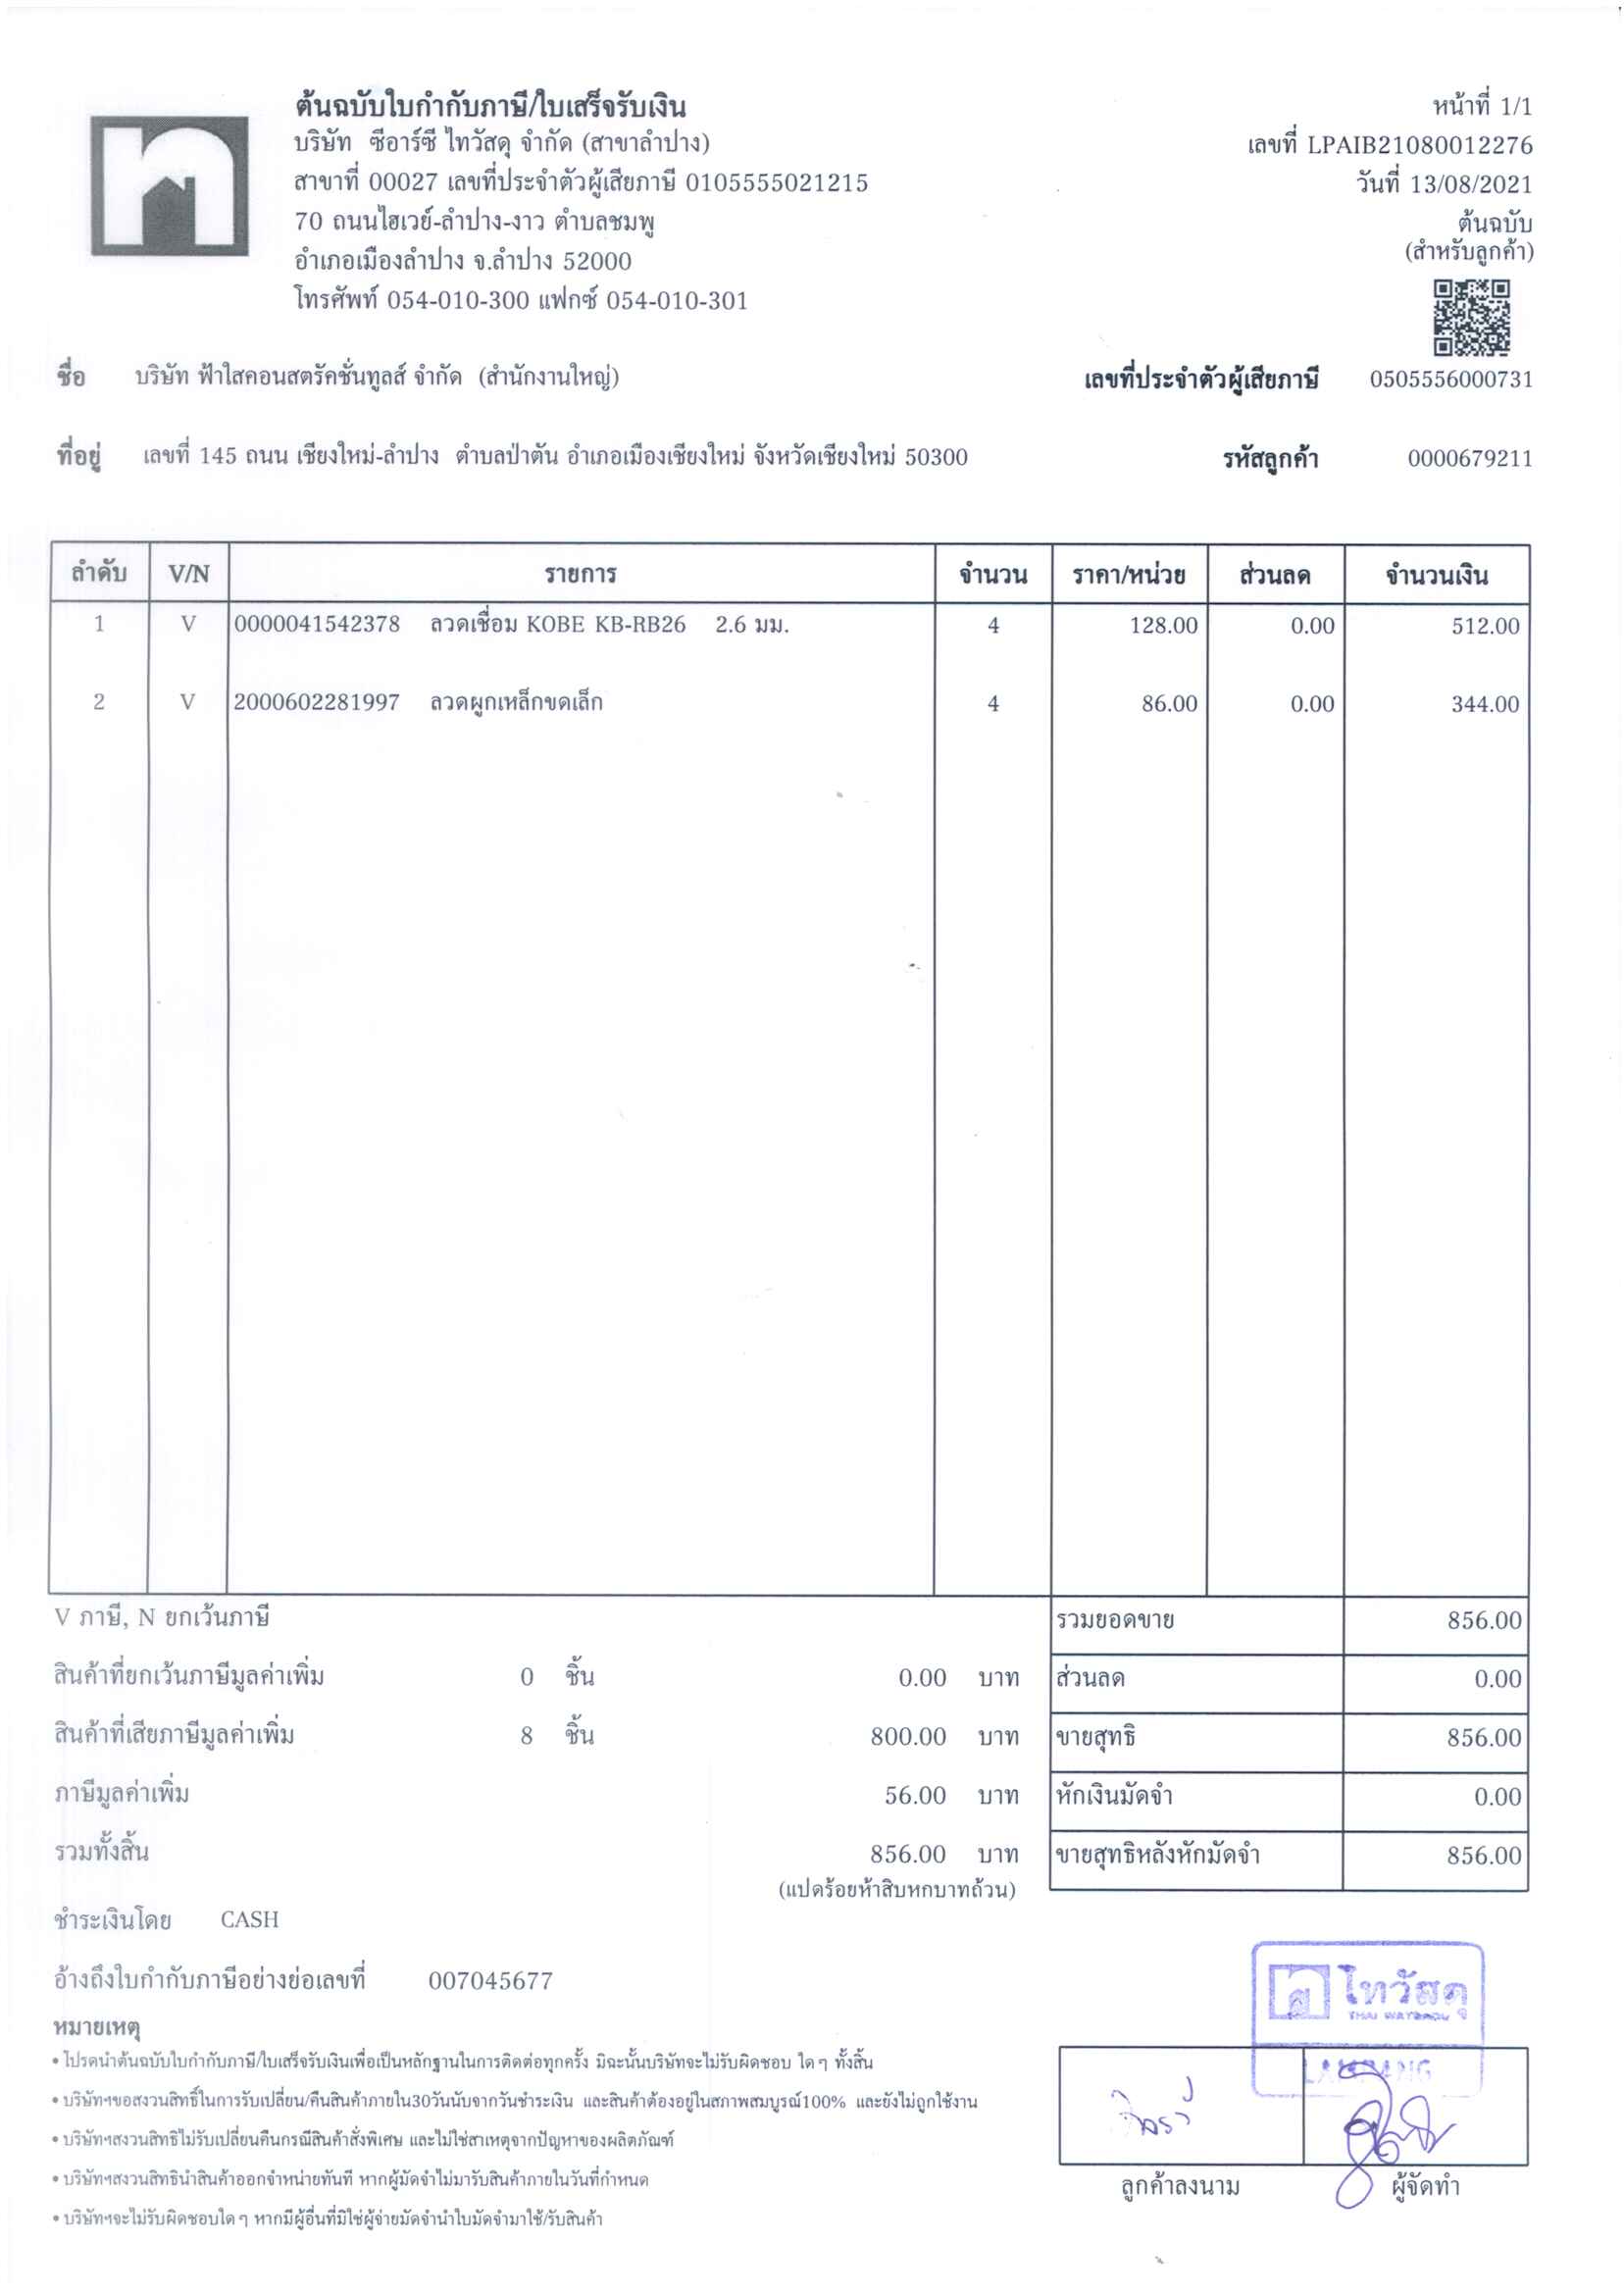 ต้นฉบับใบกำกับภาษี/ใบเสร็จรับเงิน
บริษัท ซีอาร์ซี ไทวัสดุ จำกัด (สาขาลำปาง)
สาขาที่ 00027 เลขที่ประจำตัวผู้เสียภาษี 0105555021215
70 ถนนไฮเวย์-ลำปาง-งาว ตำบลชมพู
อำเภอเมืองลำปาง จ.ลำปาง 52000
โทรศัพท์ 054-010-300 แฟกซ์ 054-010-301
หน้าที่ 1/1
เลขที่ LPAIB21080012276
วันที่ 13/08/2021
ต้นฉบับ
(สำหรับลูกค้า)
ชื่อ บริษัท ฟ้าใสคอนสตรัคชั่นทูลส์ จำกัด (สำนักงานใหญ่) เลขที่ประจำตัวผู้เสียภาษี 0505556000731
ที่อยู่ เลขที่ 145 ถนน เชียงใหม่-ลำปาง ตำบลป่าตัน อำเภอเมืองเชียงใหม่ จังหวัดเชียงใหม่ 50300 รหัสลูกค้า 0000679211
ลำดับ V/N รายการ จำนวน ราคา/หน่วย ส่วนลด จำนวนเงิน
1 V 0000041542378 ลวดเชื่อม KOBE KB-RB26 2.6 มม. 4 128.00 0.00 512.00
2 V 2000602281997 ลวดผูกเหล็กขดเล็ก 4 86.00 0.00 344.00
V ภาษี, N ยกเว้นภาษี รวมยอดขาย 856.00
สินค้าที่ยกเว้นภาษีมูลค่าเพิ่ม 0 ชิ้น 0.00 บาท ส่วนลด 0.00
สินค้าที่เสียภาษีมูลค่าเพิ่ม 8 ชิ้น 800.00 บาท ขายสุทธิ 856.00
ภาษีมูลค่าเพิ่ม 56.00 บาท หักเงินมัดจำ 0.00
รวมทั้งสิ้น 856.00 บาท ขายสุทธิหลังหักมัดจำ 856.00
(แปดร้อยห้าสิบหกบาทถ้วน)
ชำระเงินโดย CASH
อ้างถึงใบกำกับภาษีอย่างย่อเลขที่ 007045677
หมายเหตุ
• โปรดนำต้นฉบับใบกำกับภาษี/ใบเสร็จรับเงินเพื่อเป็นหลักฐานในการติดต่อทุกครั้ง มิฉะนั้นบริษัทจะไม่รับผิดชอบ ใดๆ ทั้งสิ้น
• บริษัทฯขอสงวนสิทธิ์ในการรับเปลี่ยน/คืนสินค้าภายใน30วันนับจากวันชำระเงิน และสินค้าต้องอยู่ในสภาพสมบูรณ์100% และยังไม่ถูกใช้งาน
• บริษัทฯสงวนสิทธิไม่รับเปลี่ยนคืนกรณีสินค้าสั่งพิเศษ และไม่ใช่สาเหตุจากปัญหาของผลิตภัณฑ์
• บริษัทฯสงวนสิทธินำสินค้าออกจำหน่ายทันที หากผู้มัดจำไม่มารับสินค้าภายในวันที่กำหนด
• บริษัทฯจะไม่รับผิดชอบใดๆ หากมีผู้อื่นที่มิใช่ผู้จ่ายมัดจำนำใบมัดจำมาใช้/รับสินค้า
ไทวัสดุ
THAI WATSADU
LAMPANG
ลูกค้าลงนาม ผู้จัดทำ